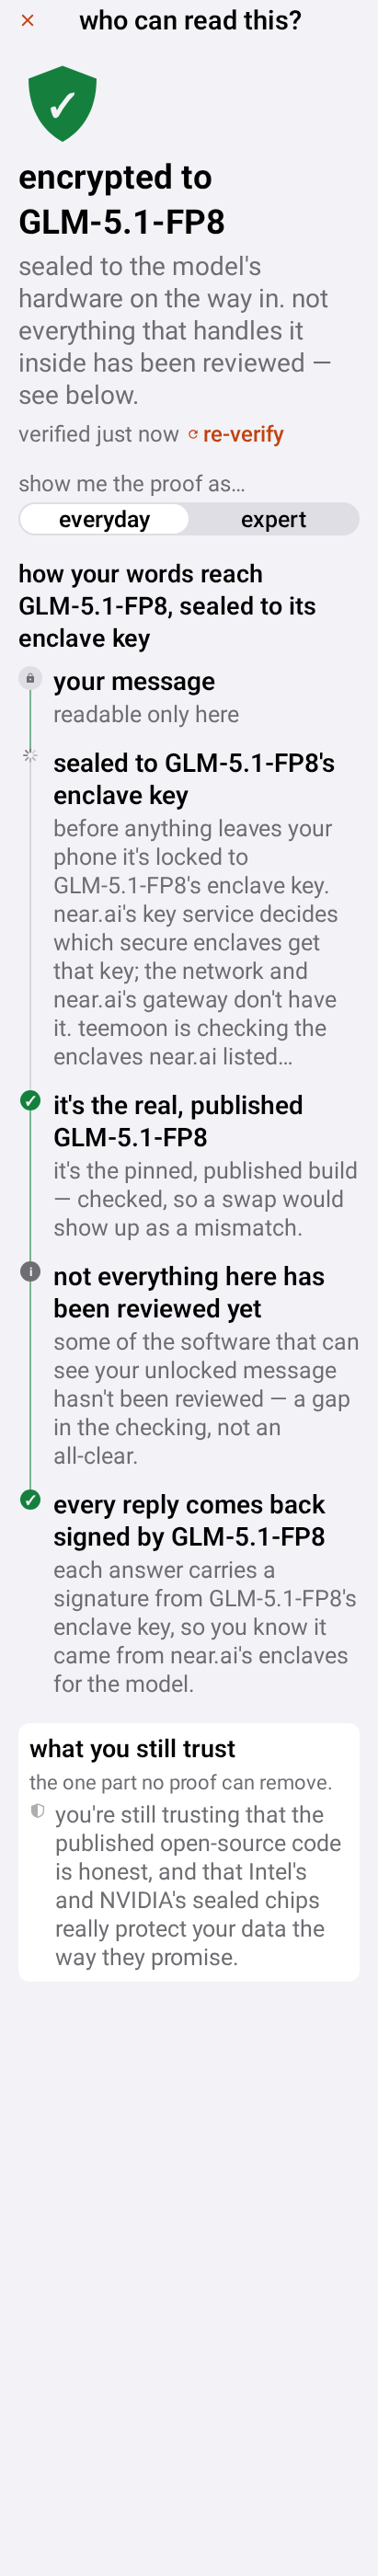 who can read this?
encrypted to
GLM-5.1-FP8
sealed to the model's
hardware on the way in. not
everything that handles it
inside has been reviewed —
see below.
verified just now re-verify
show me the proof as...
everyday expert
how your words reach
GLM-5.1-FP8, sealed to its
enclave key
your message
readable only here
sealed to GLM-5.1-FP8's
enclave key
before anything leaves your
phone it's locked to
GLM-5.1-FP8's enclave key.
near.ai's key service decides
which secure enclaves get
that key; the network and
near.ai's gateway don't have
it. teemoon is checking the
enclaves near.ai listed...
it's the real, published
GLM-5.1-FP8
it's the pinned, published build
— checked, so a swap would
show up as a mismatch.
not everything here has
been reviewed yet
some of the software that can
see your unlocked message
hasn't been reviewed — a gap
in the checking, not an
all-clear.
every reply comes back
signed by GLM-5.1-FP8
each answer carries a
signature from GLM-5.1-FP8's
enclave key, so you know it
came from near.ai's enclaves
for the model.
what you still trust
the one part no proof can remove.
you're still trusting that the
published open-source code
is honest, and that Intel's
and NVIDIA's sealed chips
really protect your data the
way they promise.